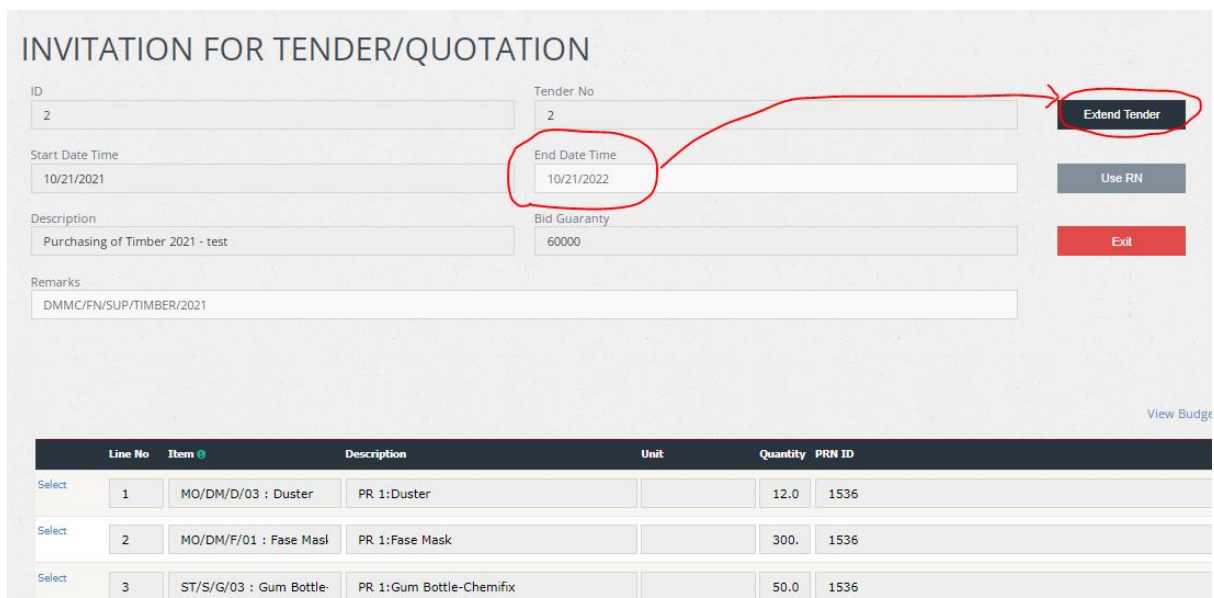 INVITATION FOR TENDER/QUOTATION
ID Tender No
2 2 Extend Tender
Start Date Time End Date Time
10/21/2021 10/21/2022 Use RN
Description Bid Guaranty
Purchasing of Timber 2021 - test 60000 Exit
Remarks
DMMC/FN/SUP/TIMBER/2021
View Budge
Line No Item Description Unit Quantity PRN ID
Select 1 MO/DM/D/03 : Duster PR 1:Duster 12.0 1536
Select 2 MO/DM/F/01 : Fase Mask PR 1:Fase Mask 300. 1536
Select 3 ST/S/G/03 : Gum Bottle- PR 1:Gum Bottle-Chemifix 50.0 1536